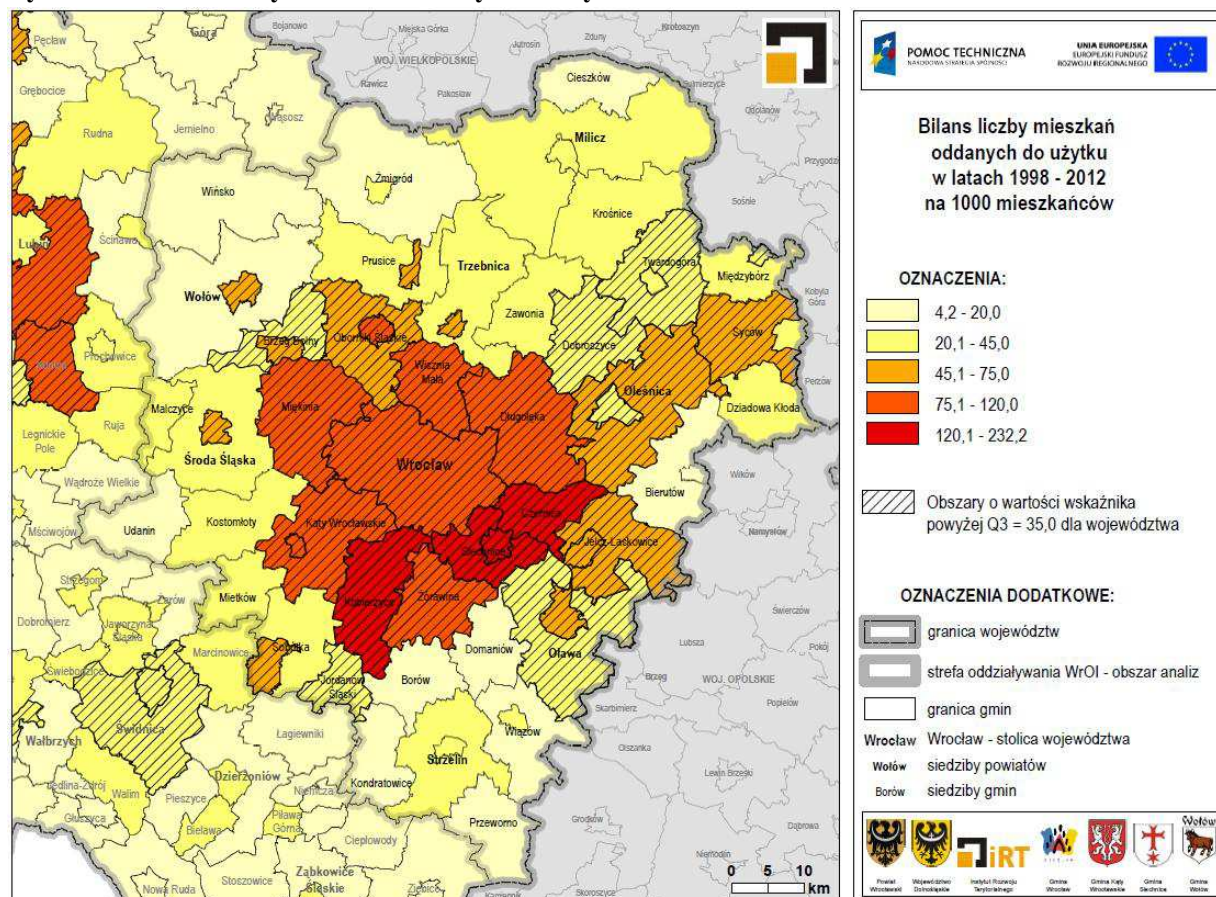 Pęcław
Góra
Bojanowo
Miejska Górka
Jutrosin
Zduny
Krotoszyn
WOJ. WIELKOPOLSKIE
Rawicz
Pakosław
Cieszków
Odolanów
Grębocice
Jemielno
Wąsosz
Rudna
Milicz
Przygodzice
Żmigród
Sośnie
Wińsko
Krośnice
Lubin
Ścinawa
Prusice
Trzebnica
Twardogóra
Międzybórz
Wołów
Zawonia
Kobyla
Góra
Brzeg Dolny
Oborniki Śląskie
Dobroszyce
Syców
Prochowice
Wisznia
Mała
Oleśnica
Perzów
Malczyce
Miękinia
Długołęka
Dziadowa Kłoda
Legnickie
Pole
Ruja
Środa Śląska
Wrocław
Wądroże Wielkie
Bierutów
Wilków
Mściwojów
Udanin
Kostomłoty
Kąty Wrocławskie
Czernica
Namysłów
Siechnice
Jelcz-Laskowice
Strzegom
Mietków
Kobierzyce
Żórawina
Żarów
Dobromierz
Jaworzyna
Śląska
Sobótka
Domaniów
Świerczów
Lubsza
Pokój
Świebodzice
Marcinowice
Oława
Jordanów
Śląski
Borów
Brzeg
WOJ. OPOLSKIE
Skarbimierz
Popielów
Świdnica
Łagiewniki
Wiązów
Olszanka
Wałbrzych
Strzelin
Lewin Brzeski
Dzierżoniów
Kondratowice
Jedlina-Zdrój
Walim
Pieszyce
Niemcza
Głuszyca
Bielawa
Piława
Górna
Przeworno
Grodków
Dąbrowa
Ciepłowody
Niemodlin
Nowa Ruda
Stoszowice
Ząbkowice
Śląskie
Ziębice
Kamiennik
Skoroszyce
0 5 10
km
POMOC TECHNICZNA
NARODOWA STRATEGIA SPÓJNOŚCI
UNIA EUROPEJSKA
EUROPEJSKI FUNDUSZ
ROZWOJU REGIONALNEGO
Bilans liczby mieszkań
oddanych do użytku
w latach 1998 - 2012
na 1000 mieszkańców
OZNACZENIA:
4,2 - 20,0
20,1 - 45,0
45,1 - 75,0
75,1 - 120,0
120,1 - 232,2
Obszary o wartości wskaźnika
powyżej Q3 = 35,0 dla województwa
OZNACZENIA DODATKOWE:
granica województw
strefa oddziaływania WrOI - obszar analiz
granica gmin
Wrocław Wrocław - stolica województwa
Wołów siedziby powiatów
Borów siedziby gmin
iRT
Wołów
Powiat
Wrocławski
Województwo
Dolnośląskie
Instytut Rozwoju
Terytorialnego
Gmina
Wrocław
Gmina Kąty
Wrocławskie
Gmina
Siechnice
Gmina
Wołów